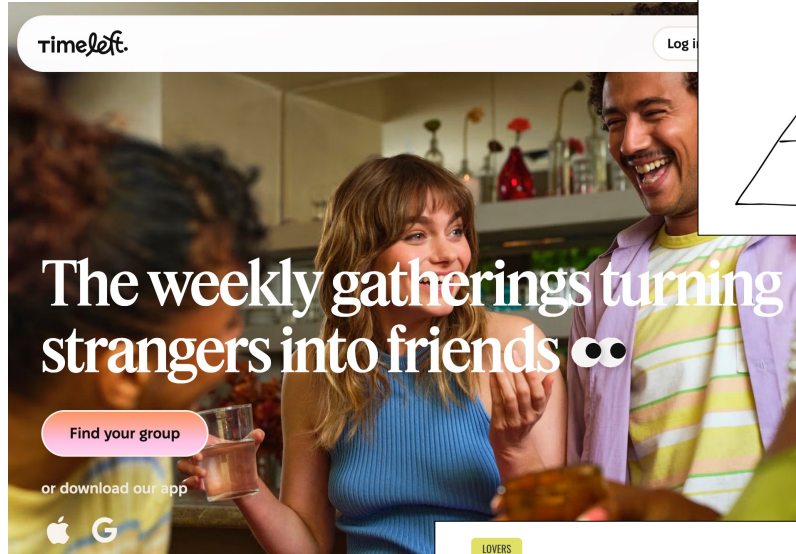 Timeleft.
Log i
The weekly gatherings turning
strangers into friends
Find your group
or download our app
LOVERS